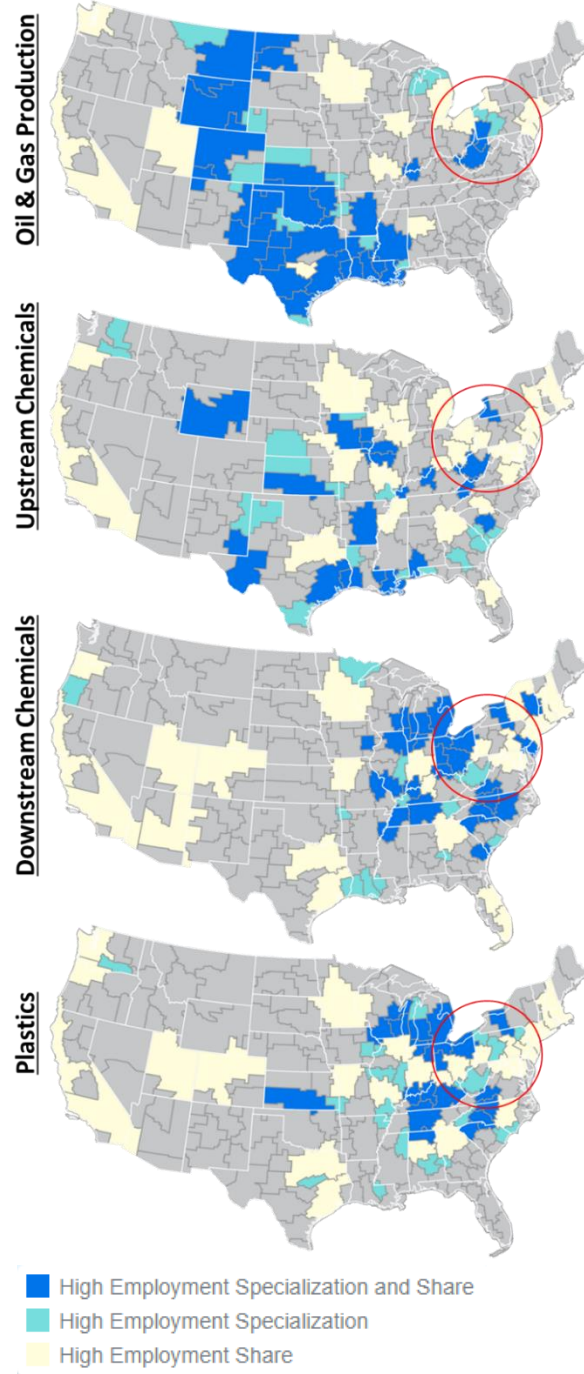 Oil & Gas Production
Upstream Chemicals
Downstream Chemicals
Plastics
High Employment Specialization and Share
High Employment Specialization
High Employment Share